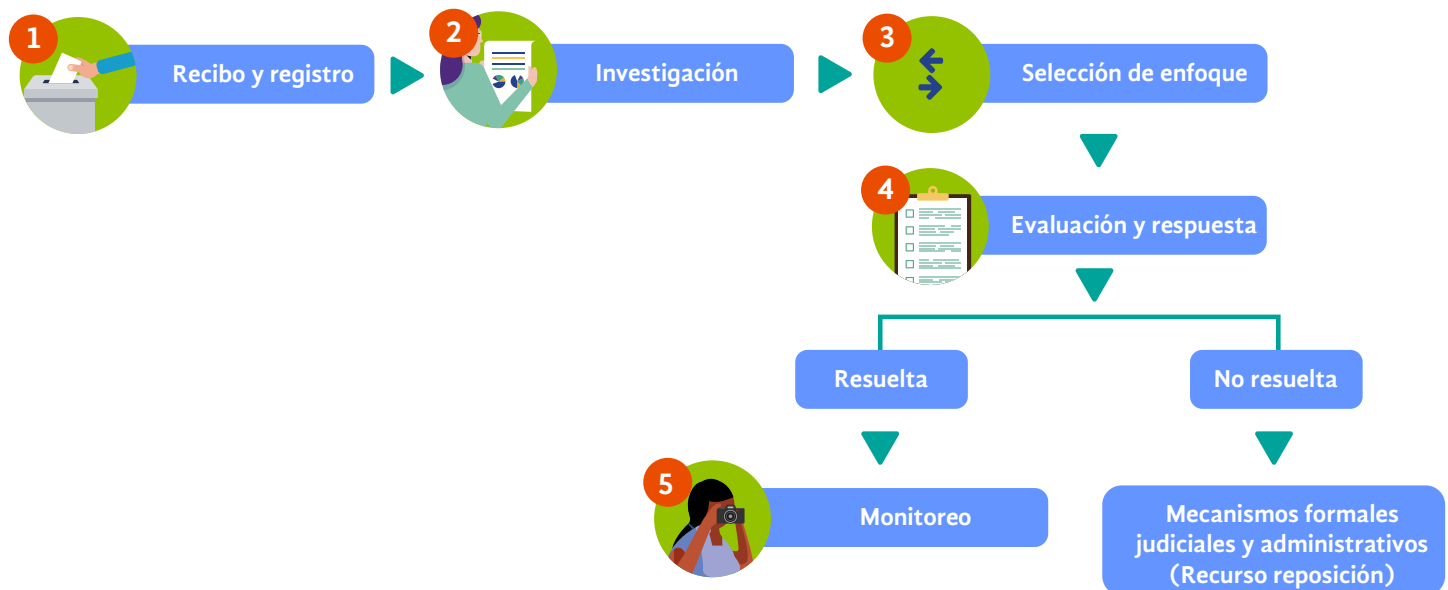 1
Recibo y registro
2
Investigación
3
Selección de enfoque
4
Evaluación y respuesta
Resuelta
No resuelta
5
Monitoreo
Mecanismos formales
judiciales y administrativos
(Recurso reposición)